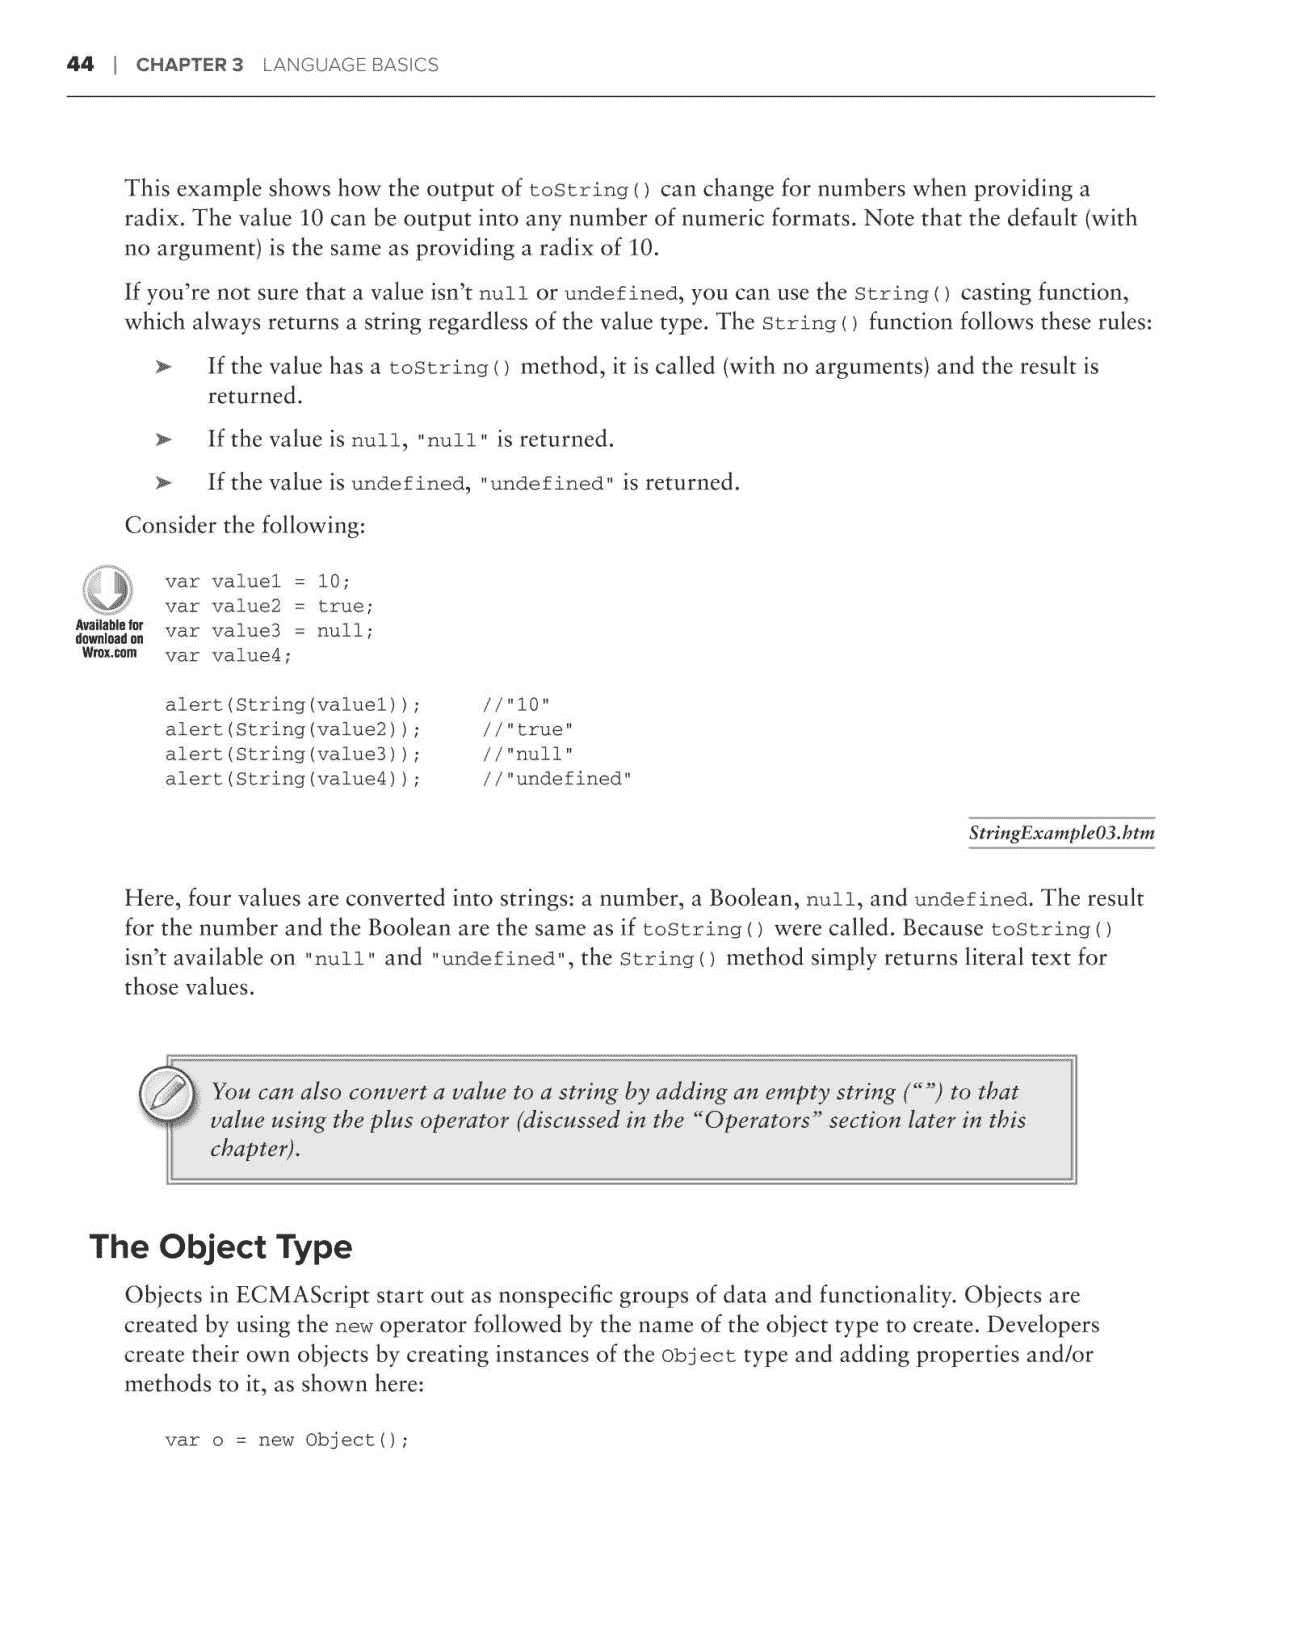 44 | CHAPTER 3 LANGUAGE BASICS
This example shows how the output of toString() can change for numbers when providing a
radix. The value 10 can be output into any number of numeric formats. Note that the default (with
no argument) is the same as providing a radix of 10.
If you’re not sure that a value isn’t null or undefined, you can use the String() casting function,
which always returns a string regardless of the value type. The String() function follows these rules:
➤ If the value has a toString() method, it is called (with no arguments) and the result is
returned.
➤ If the value is null, "null" is returned.
➤ If the value is undefined, "undefined" is returned.
Consider the following:
Available for
download on
Wrox.com
var value1 = 10;
var value2 = true;
var value3 = null;
var value4;
alert(String(value1)); //"10"
alert(String(value2)); //"true"
alert(String(value3)); //"null"
alert(String(value4)); //"undefined"
StringExample03.htm
Here, four values are converted into strings: a number, a Boolean, null, and undefined. The result
for the number and the Boolean are the same as if toString() were called. Because toString()
isn’t available on "null" and "undefined", the String() method simply returns literal text for
those values.
You can also convert a value to a string by adding an empty string (“”) to that
value using the plus operator (discussed in the “Operators” section later in this
chapter).
The Object Type
Objects in ECMAScript start out as nonspecific groups of data and functionality. Objects are
created by using the new operator followed by the name of the object type to create. Developers
create their own objects by creating instances of the Object type and adding properties and/or
methods to it, as shown here:
var o = new Object();